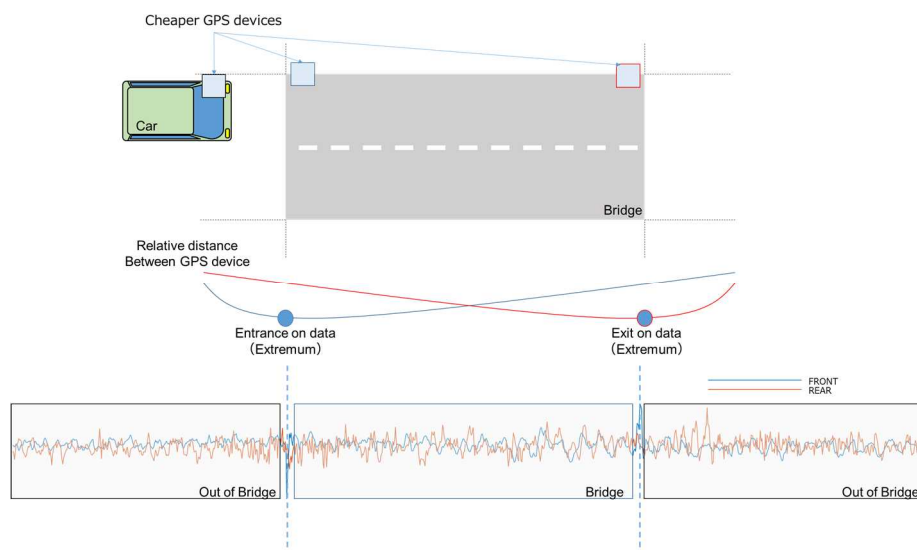 Cheaper GPS devices
Car
Bridge
Relative distance
Between GPS device
Entrance on data
(Extremum)
Exit on data
(Extremum)
FRONT
REAR
Out of Bridge
Bridge
Out of Bridge